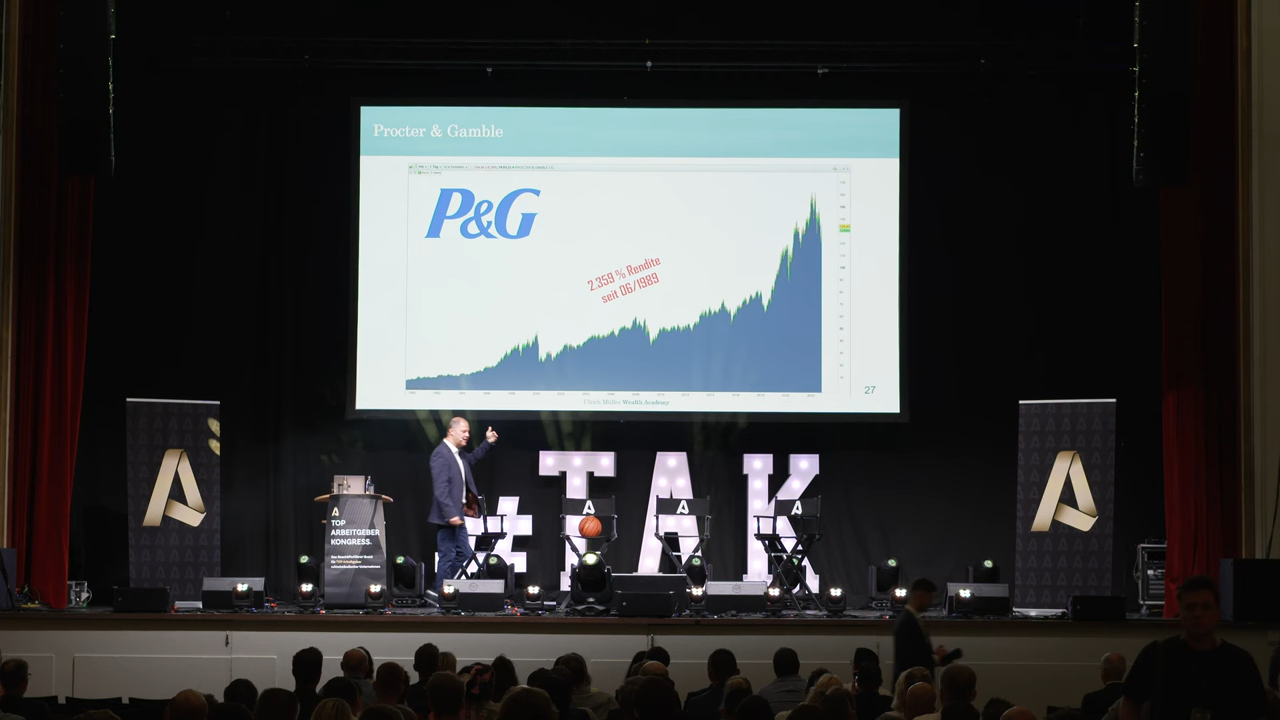 Procter & Gamble
P&G
2.359 % Rendite
seit 06/1989
Ulrich Müller Wealth Academy
27
A
A
#TAK
A
A
A
A
TOP
ARBEITGEBER
KONGRESS.